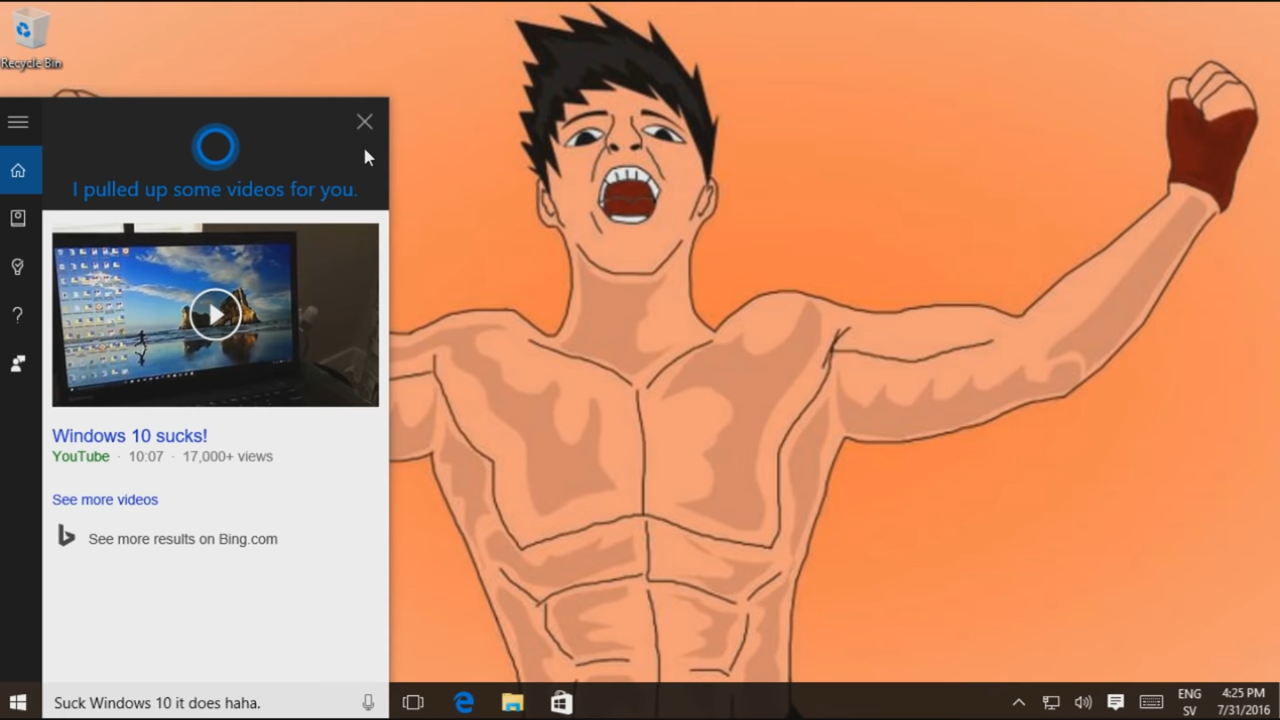 Recycle Bin
I pulled up some videos for you.
Windows 10 sucks!
YouTube · 10:07 · 17,000+ views
See more videos
See more results on Bing.com
Suck Windows 10 it does haha.
ENG
SV
4:25 PM
7/31/2016